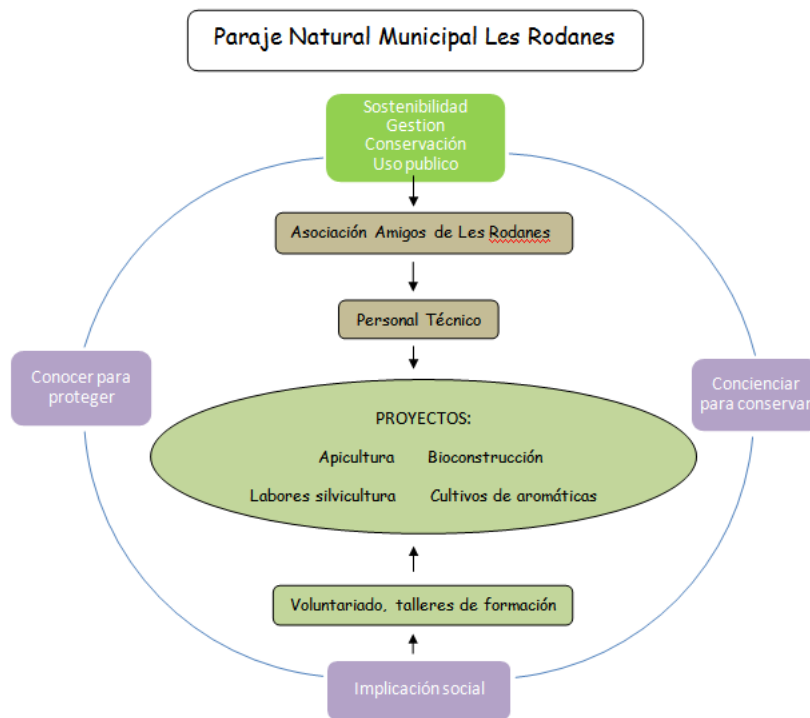 Paraje Natural Municipal Les Rodanes
Sostenibilidad
Gestion
Conservación
Uso publico
Asociación Amigos de Les Rodanes
Personal Técnico
Conocer para
proteger
Concienciar
para conservar
PROYECTOS:
Apicultura Bioconstrucción
Labores silvicultura Cultivos de aromáticas
Voluntariado, talleres de formación
Implicación social